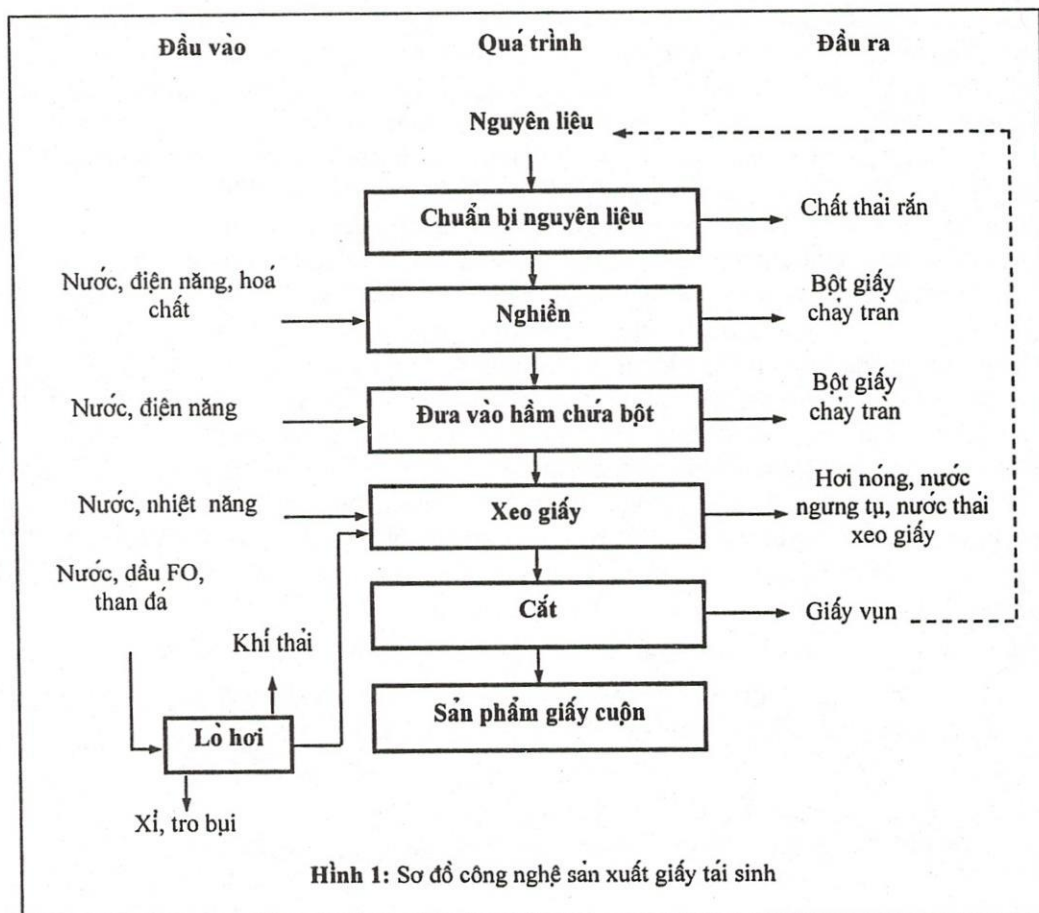 Đầu vào
Quá trình
Đầu ra
Nguyên liệu
Chuẩn bị nguyên liệu
Chất thải rắn
Nước, điện năng, hoá
chất
Nghiền
Bột giấy
chảy tràn
Nước, điện năng
Đưa vào hầm chứa bột
Bột giấy
chảy tràn
Nước, nhiệt năng
Xeo giấy
Hơi nóng, nước
ngưng tụ, nước thải
xeo giấy
Nước, dầu FO,
than đá
Cắt
Giấy vụn
Khí thải
Sản phẩm giấy cuộn
Lò hơi
Xỉ, tro bụi
Hình 1: Sơ đồ công nghệ sản xuất giấy tái sinh